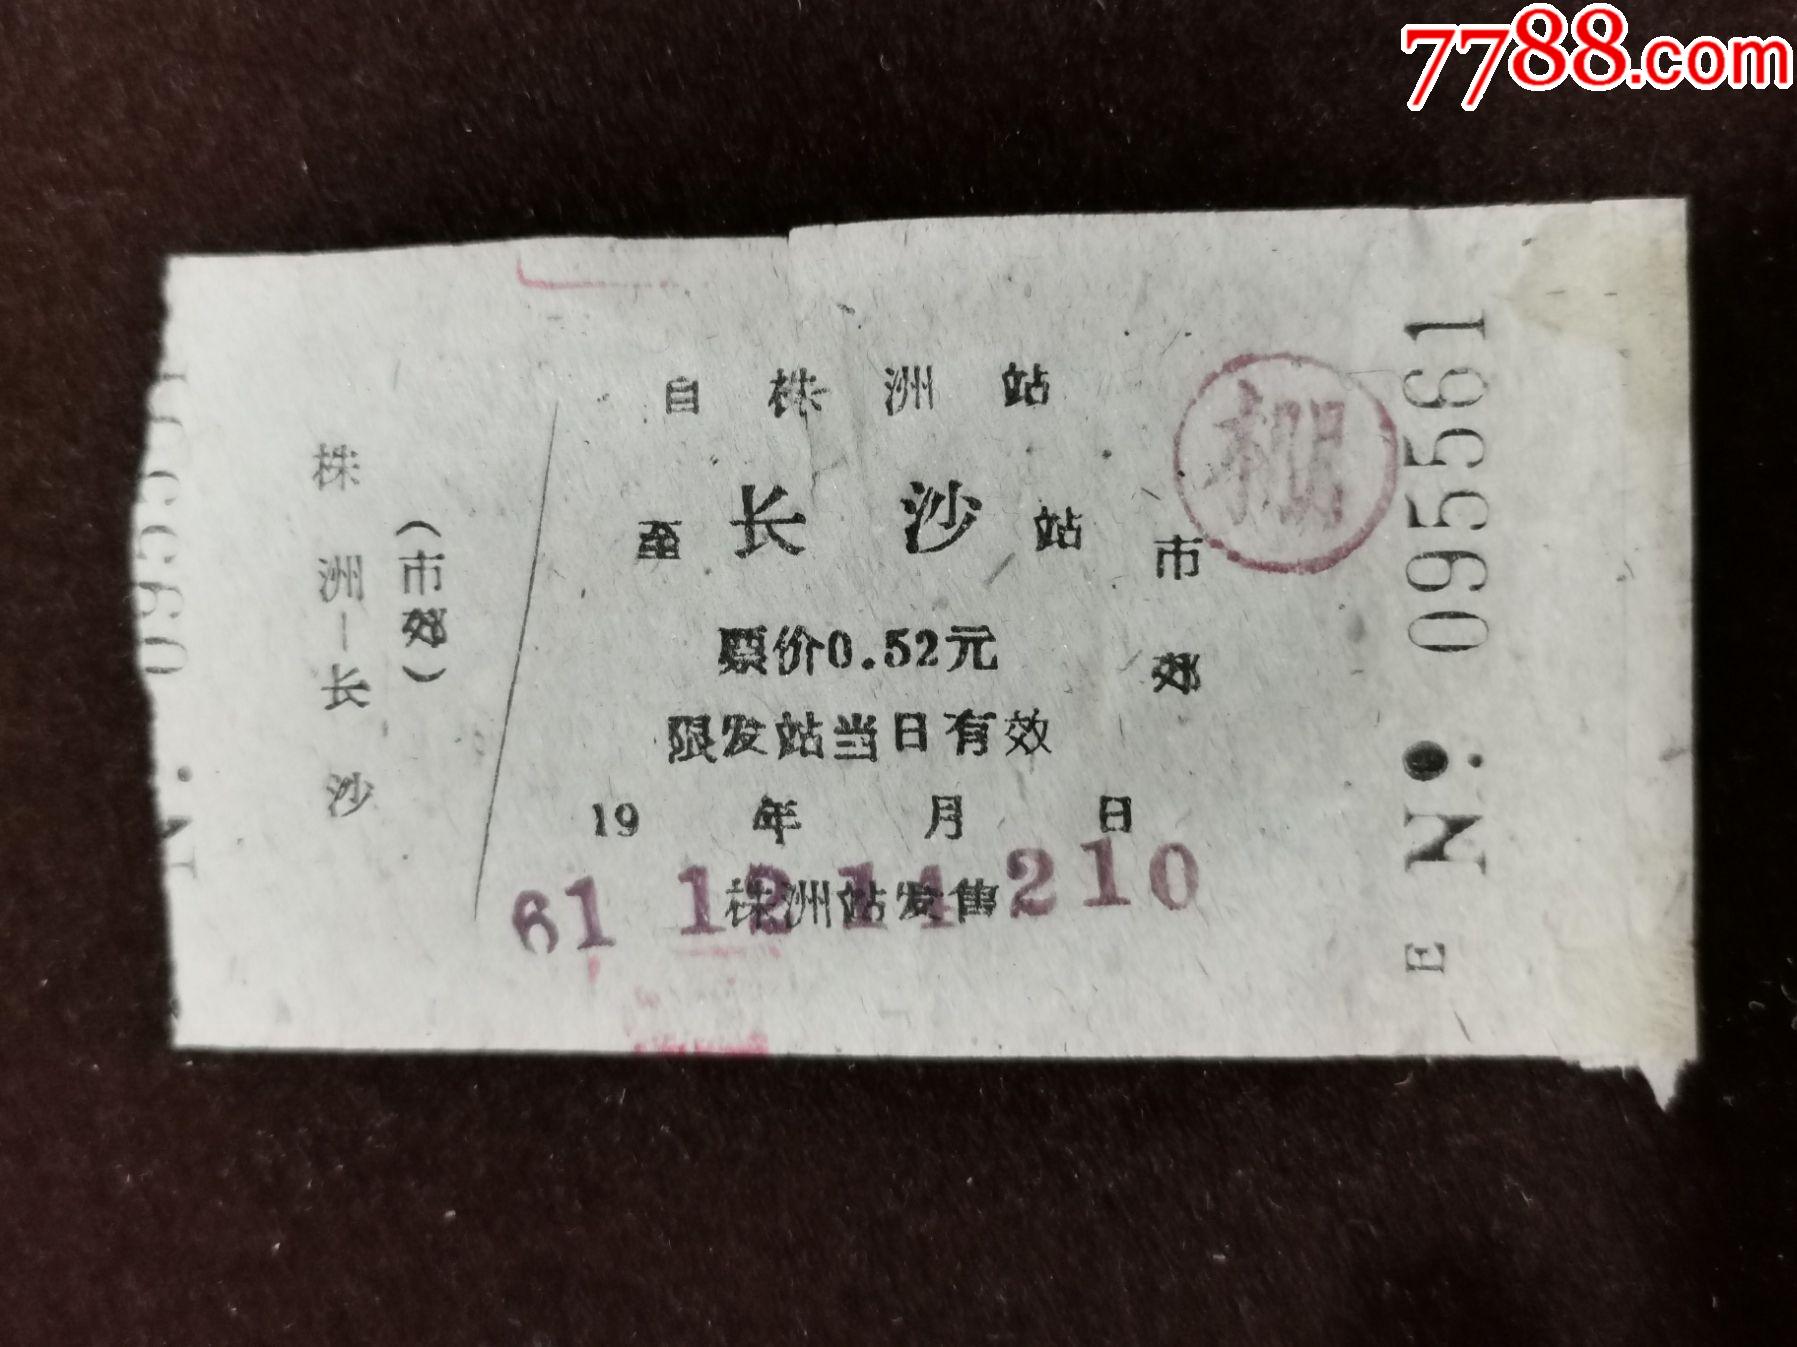 7788.com
自株洲站
至长沙站
市郊
票价0.52元
限发站当日有效
19 年 月 日
株洲站发售
61 12 14 210
棚
株洲—长沙
(市郊)
E No. 095561